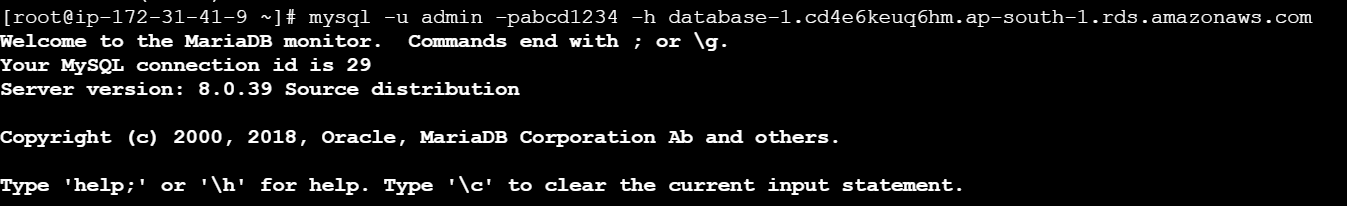 [root@ip-172-31-41-9 ~]# mysql -u admin -pabcd1234 -h database-1.cd4e6keuq6hm.ap-south-1.rds.amazonaws.com
Welcome to the MariaDB monitor.  Commands end with ; or \g.
Your MySQL connection id is 29
Server version: 8.0.39 Source distribution
Copyright (c) 2000, 2018, Oracle, MariaDB Corporation Ab and others.
Type 'help;' or '\h' for help. Type '\c' to clear the current input statement.